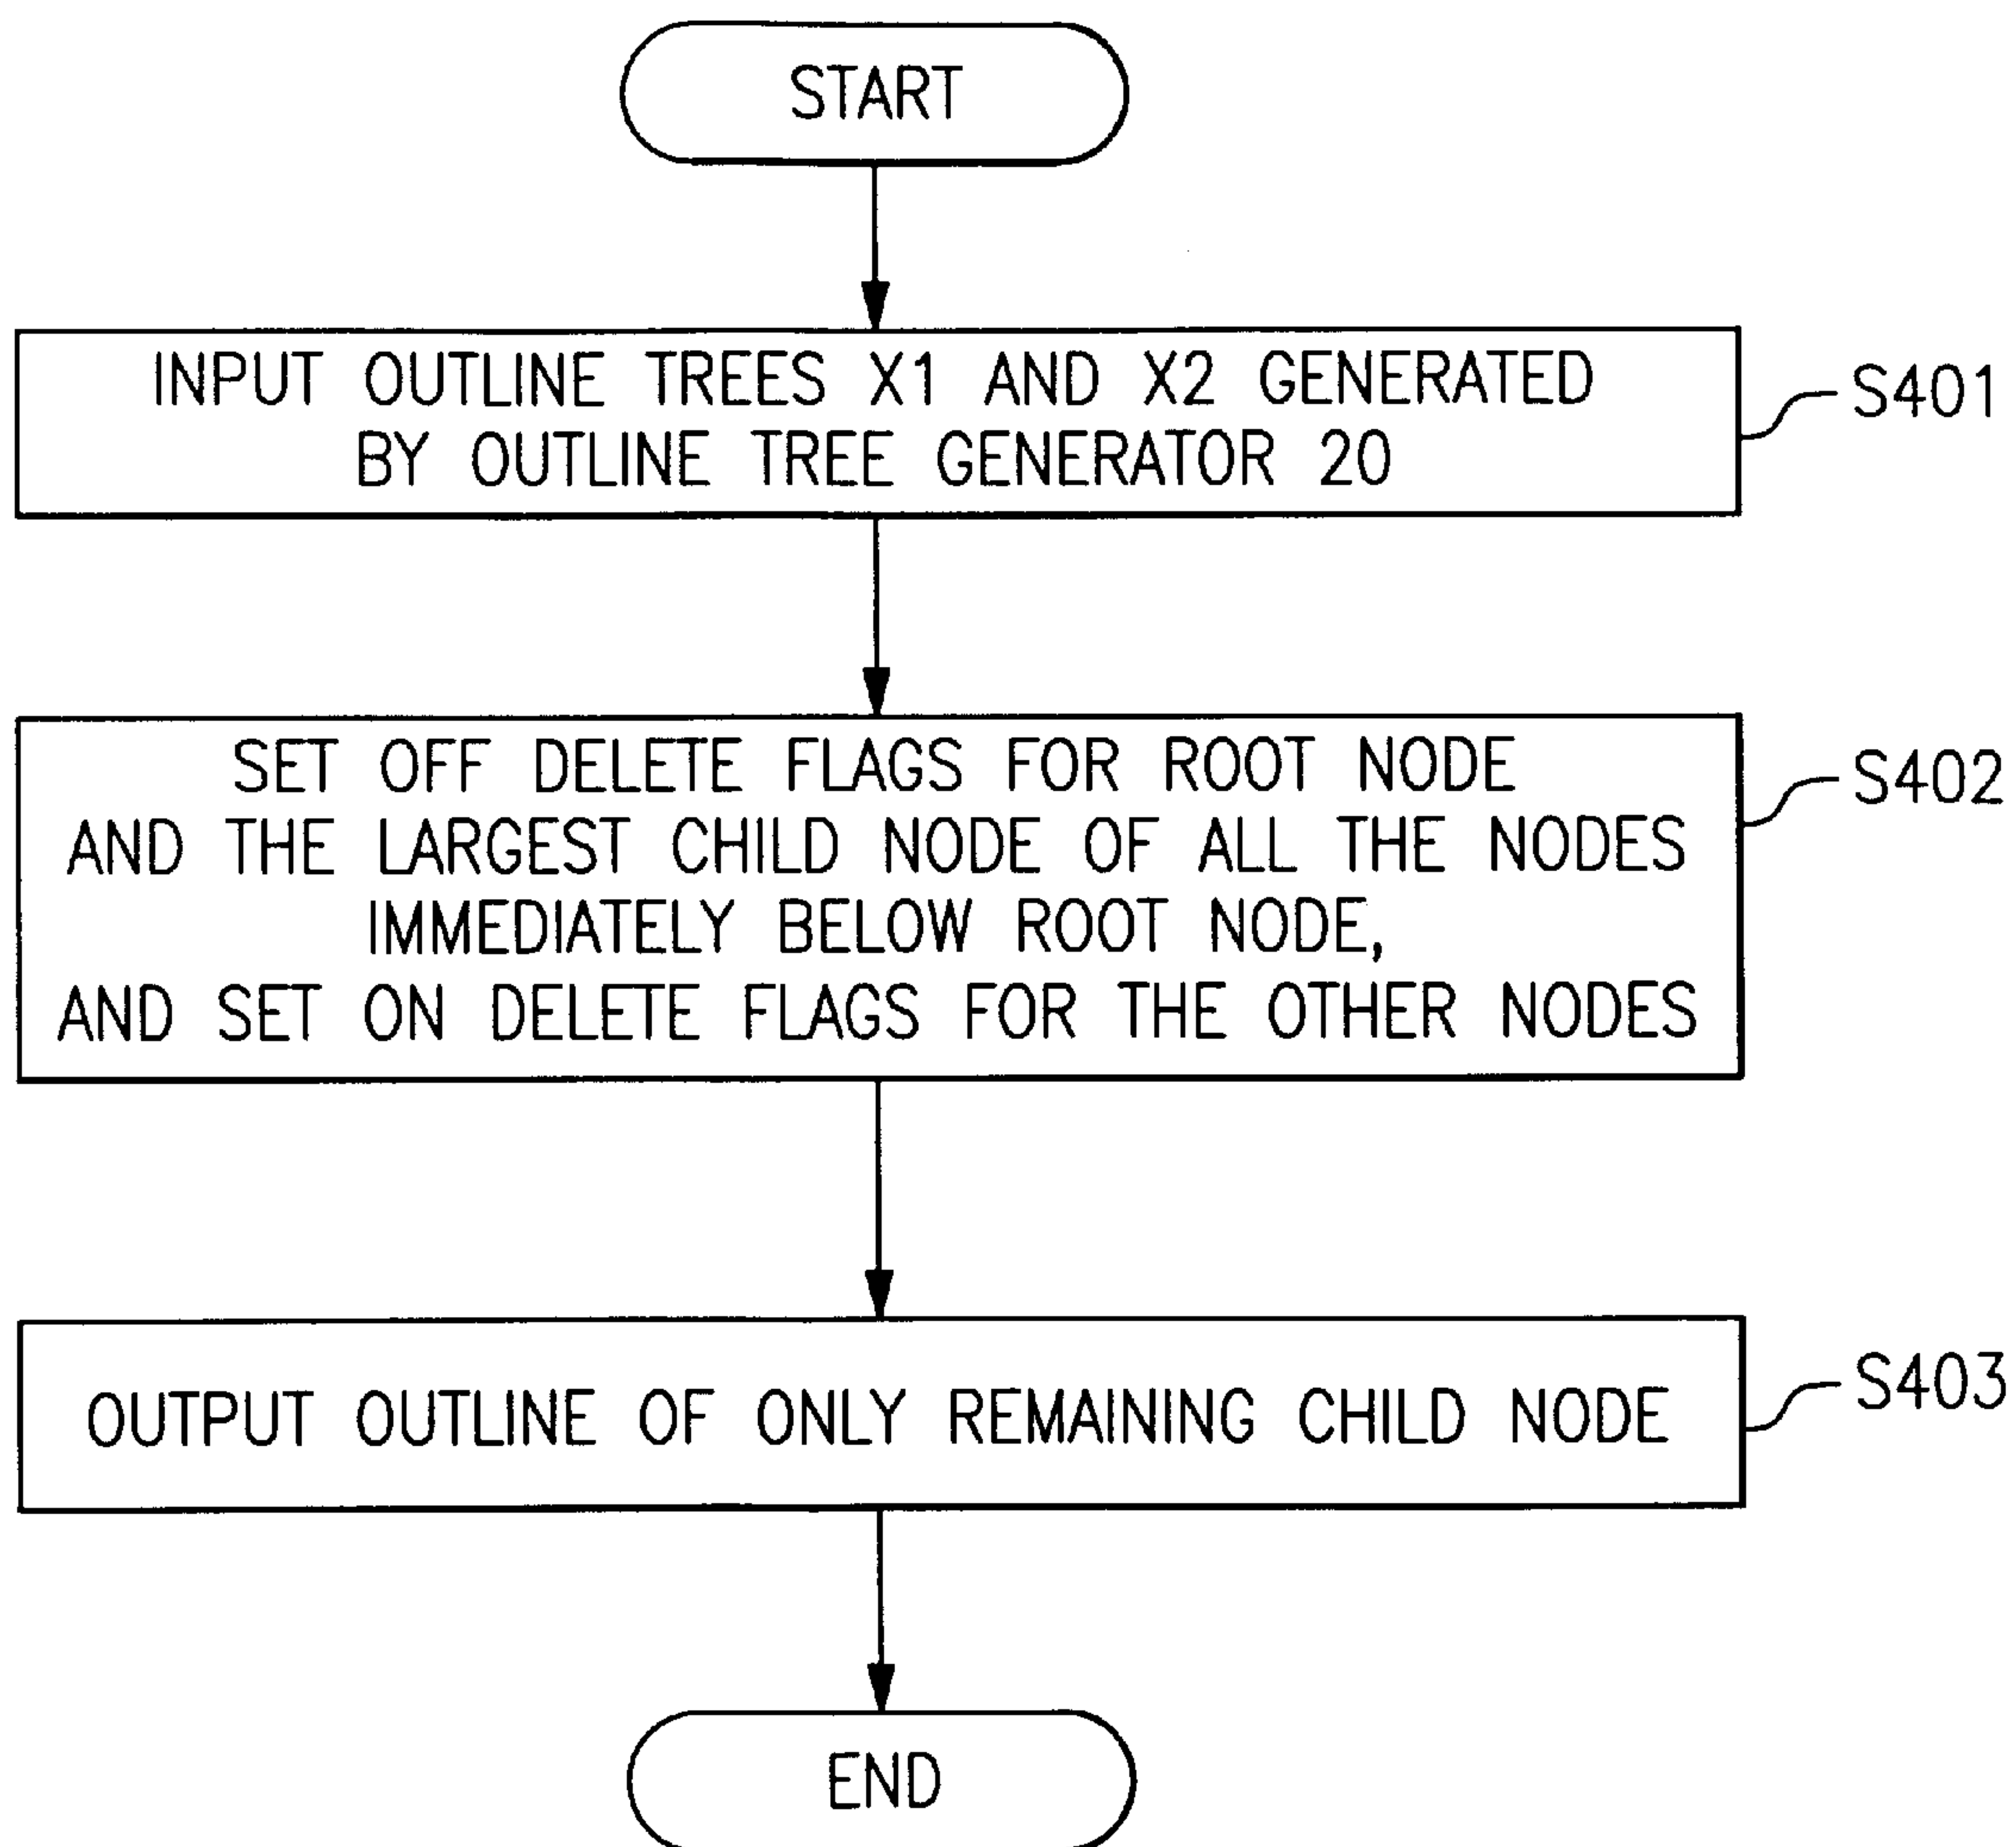 START
INPUT OUTLINE TREES X1 AND X2 GENERATED
BY OUTLINE TREE GENERATOR 20
S401
SET OFF DELETE FLAGS FOR ROOT NODE
AND THE LARGEST CHILD NODE OF ALL THE NODES
IMMEDIATELY BELOW ROOT NODE,
AND SET ON DELETE FLAGS FOR THE OTHER NODES
S402
OUTPUT OUTLINE OF ONLY REMAINING CHILD NODE
S403
END